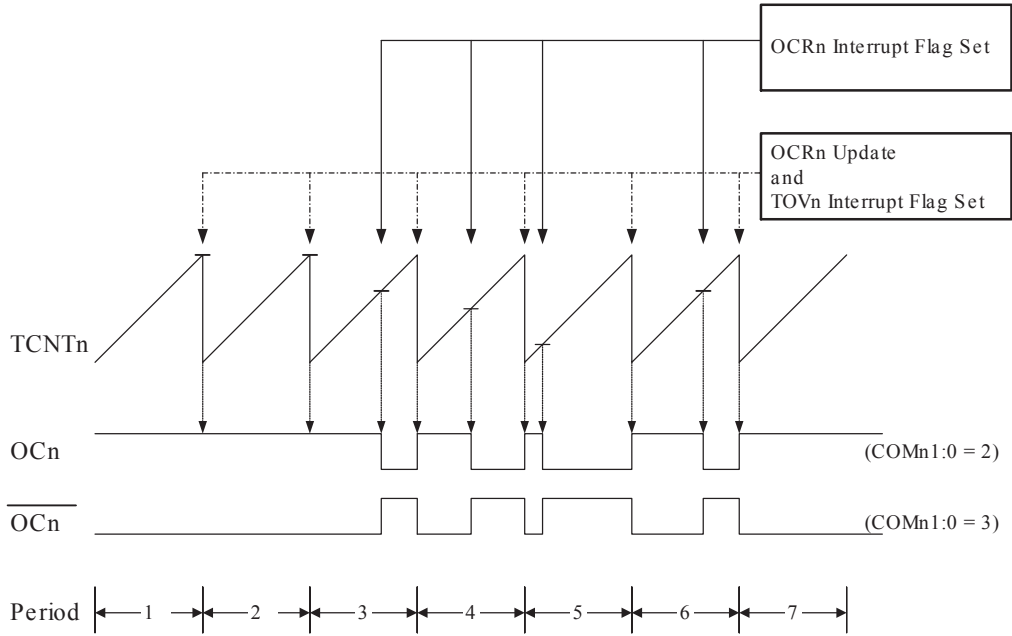 OCRn Interrupt Flag Set
OCRn Update
and
TOVn Interrupt Flag Set
TCNTn
OCn
(COMn1:0 = 2)
OCn
(COMn1:0 = 3)
Period
1
2
3
4
5
6
7